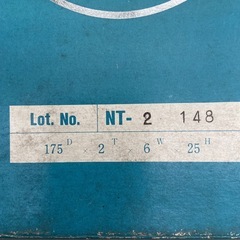 Lot. No. NT- 2 148
175D · 2T · 6W · 25H